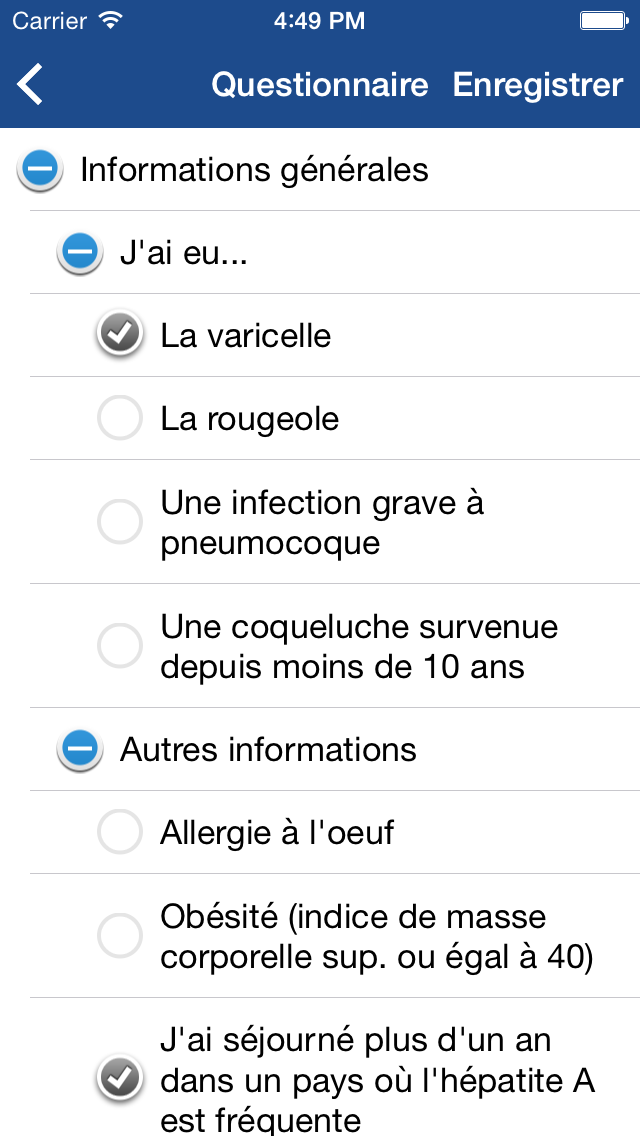 Carrier 4:49 PM
Questionnaire Enregistrer
Informations générales
J'ai eu...
La varicelle
La rougeole
Une infection grave à
pneumocoque
Une coqueluche survenue
depuis moins de 10 ans
Autres informations
Allergie à l'oeuf
Obésité (indice de masse
corporelle sup. ou égal à 40)
J'ai séjourné plus d'un an
dans un pays où l'hépatite A
est fréquente